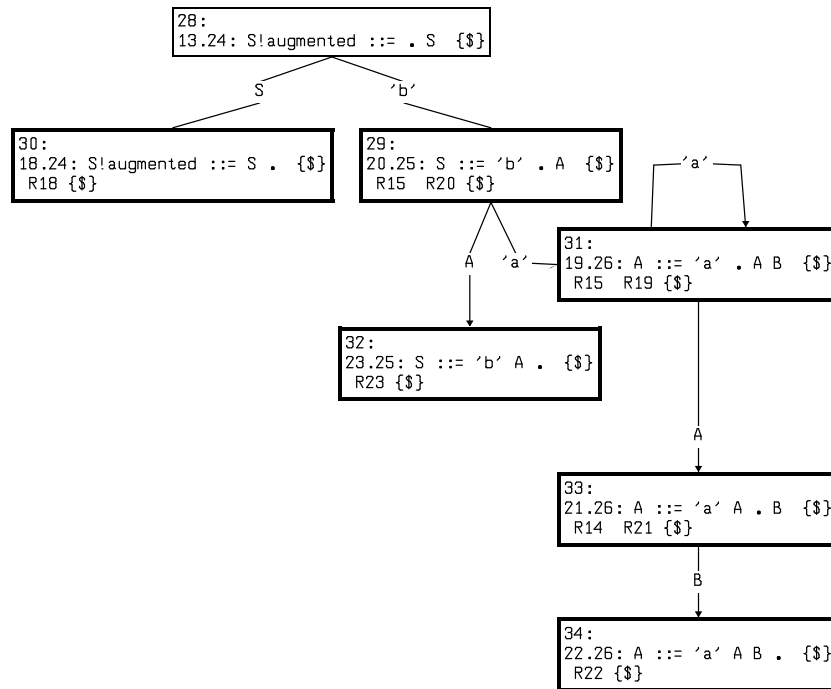 28:
13.24: S!augmented ::= . S {$}
S
'b'
30:
18.24: S!augmented ::= S . {$}
R18 {$}
29:
20.25: S ::= 'b' . A {$}
R15 R20 {$}
'a'
31:
19.26: A ::= 'a' . A B {$}
R15 R19 {$}
A
'a'
32:
23.25: S ::= 'b' A . {$}
R23 {$}
A
33:
21.26: A ::= 'a' A . B {$}
R14 R21 {$}
B
34:
22.26: A ::= 'a' A B . {$}
R22 {$}